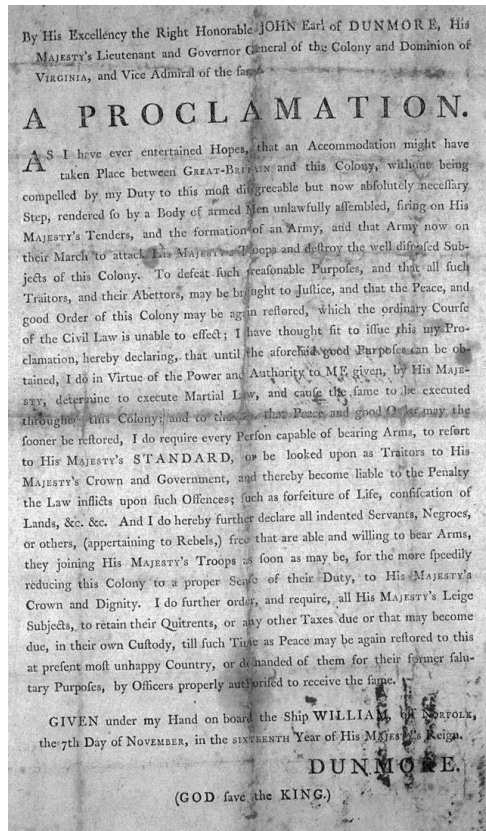 By His Excellency the Right Honorable JOHN Earl of DUNMORE, His
MAJESTY's Lieutenant and Governor General of the Colony and Dominion of
VIRGINIA, and Vice Admiral of the same.
A PROCLAMATION.
AS I have ever entertained Hopes, that an Accommodation might have
taken Place between GREAT-BRITAIN and this Colony, without being
compelled by my Duty to this moſt diſagreeable but now abſolutely neceſſary
Step, rendered ſo by a Body of armed Men unlawfully aſſembled, firing on His
MAJESTY's Tenders, and the formation of an Army, and that Army now on
their March to attack His MAJESTY's Troops and deſtroy the well diſpoſed Sub-
jects of this Colony. To defeat ſuch treaſonable Purpoſes, and that all ſuch
Traitors, and their Abettors, may be brought to Juſtice, and that the Peace, and
good Order of this Colony may be again reſtored, which the ordinary Courſe
of the Civil Law is unable to effect; I have thought fit to iſſue this my Pro-
clamation, hereby declaring, that until the aforeſaid good Purpoſes can be ob-
tained, I do in Virtue of the Power and Authority to ME given, by His MAJE-
STY, determine to execute Martial Law, and cauſe the ſame to be executed
throughout this Colony: and to the end that Peace and good Order may the
ſooner be reſtored, I do require every Perſon capable of bearing Arms, to reſort
to His MAJESTY's STANDARD, or be looked upon as Traitors to His
MAJESTY's Crown and Government, and thereby become liable to the Penalty
the Law inflicts upon ſuch Offences; ſuch as forfeiture of Life, confiſcation of
Lands, &c. &c. And I do hereby further declare all indented Servants, Negroes,
or others, (appertaining to Rebels,) free that are able and willing to bear Arms,
they joining His MAJESTY's Troops as ſoon as may be, for the more ſpeedily
reducing this Colony to a proper Senſe of their Duty, to His MAJESTY's
Crown and Dignity. I do further order, and require, all His MAJESTY's Leige
Subjects, to retain their Quitrents, or any other Taxes due or that may become
due, in their own Cuſtody, till ſuch Time as Peace may be again reſtored to this
at preſent moſt unhappy Country, or demanded of them for their former ſalu-
tary Purpoſes, by Officers properly authoriſed to receive the ſame.
GIVEN under my Hand on board the Ship WILLIAM, off NORFOLK,
the 7th Day of NOVEMBER, in the SIXTEENTH Year of His MAJESTY's Reign.
DUNMORE.
(GOD ſave the KING.)